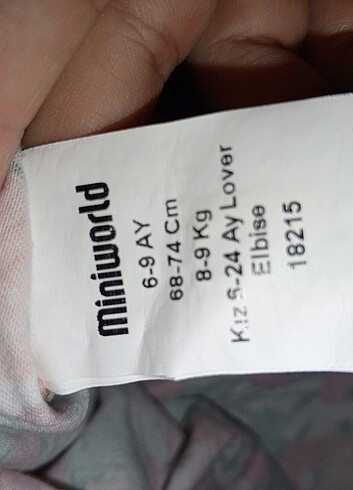 miniworld
6-9 AY
68-74 Cm
8-9 Kg
Kız 6-24 Ay Lover
Elbise
18215